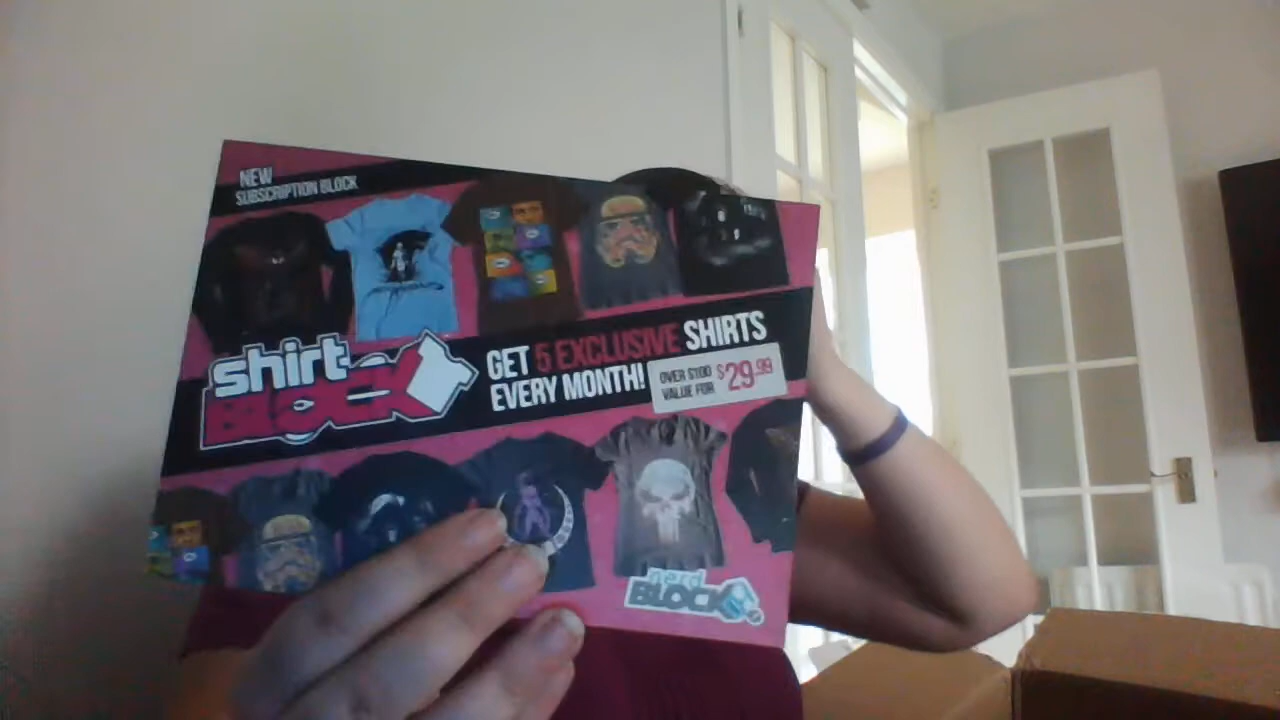 NEW
SUBSCRIPTION BLOCK
shirt
BLOCK
GET 5 EXCLUSIVE SHIRTS
EVERY MONTH!
OVER $100
VALUE FOR
$29.99
nerd
BLOCK